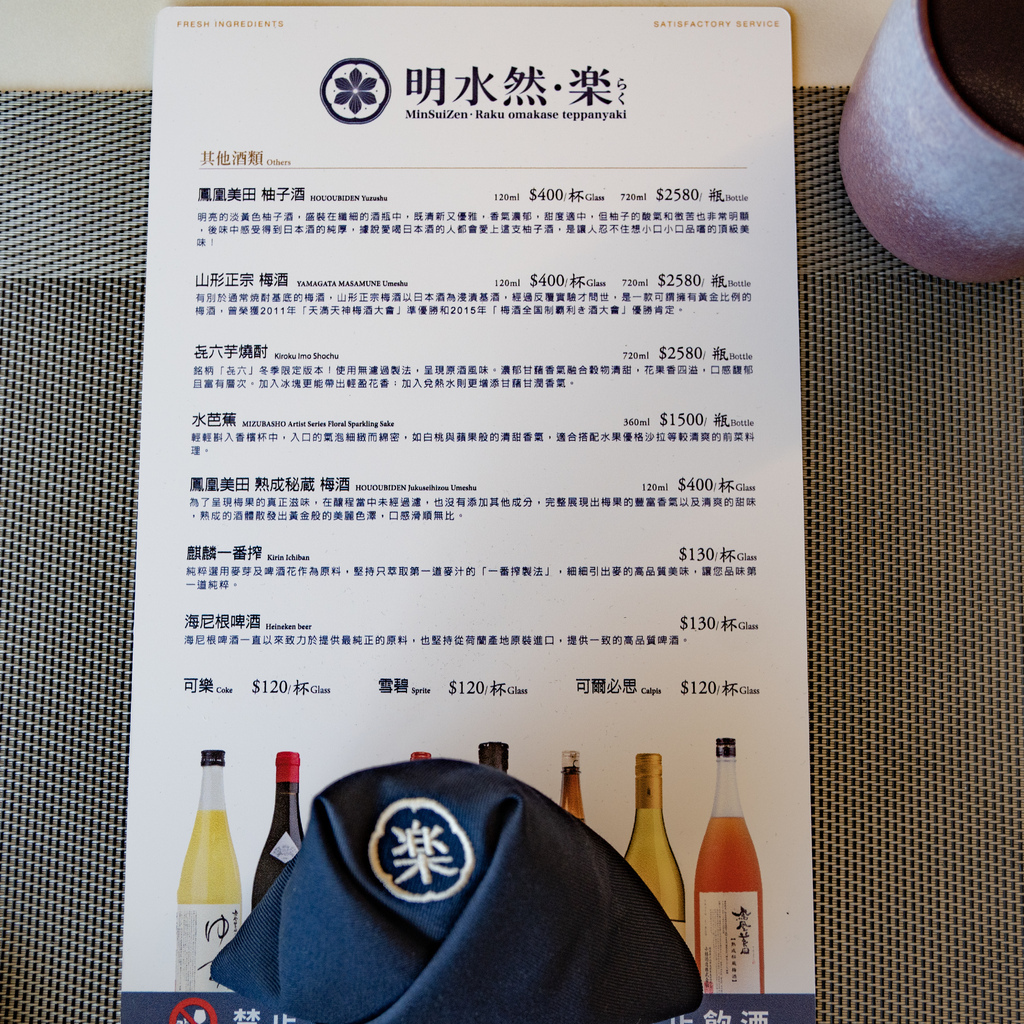 FRESH INGREDIENTS
SATISFACTORY SERVICE
明水然·楽 らく
MinSuiZen·Raku omakase teppanyaki
其他酒類 Others
鳳凰美田 柚子酒 HOUOUBIDEN Yuzushu 120ml $400/杯Glass 720ml $2580/瓶Bottle
明亮的淡黃色柚子酒，盛裝在纖細的酒瓶中，既清新又優雅，香氣濃郁，甜度適中，但柚子的酸氣和微苦也非常明顯
，後味中感受得到日本酒的純厚，據說愛喝日本酒的人都會愛上這支柚子酒，是讓人忍不住想小口小口品嚐的頂級美
味！
山形正宗 梅酒 YAMAGATA MASAMUNE Umeshu 120ml $400/杯Glass 720ml $2580/瓶Bottle
有別於通常燒酎基底的梅酒，山形正宗梅酒以日本酒為浸漬基酒，經過反覆實驗才問世，是一款可謂擁有黃金比例的
梅酒，曾榮獲2011年「天滿天神梅酒大會」準優勝和2015年「梅酒全国制覇利き酒大會」優勝肯定。
㐂六芋燒酎 Kiroku Imo Shochu 720ml $2580/瓶Bottle
銘柄「㐂六」冬季限定版本！使用無濾過製法，呈現原酒風味。濃郁甘藷香氣融合穀物清甜，花果香四溢，口感馥郁
且富有層次。加入冰塊更能帶出輕盈花香；加入兌熱水則更增添甘藷甘潤香氣。
水芭蕉 MIZUBASHO Artist Series Floral Sparkling Sake 360ml $1500/瓶Bottle
輕輕斟入香檳杯中，入口的氣泡細緻而綿密，如白桃與蘋果般的清甜香氣，適合搭配水果優格沙拉等較清爽的前菜料
理。
鳳凰美田 熟成秘蔵 梅酒 HOUOUBIDEN Jukuseihizou Umeshu 120ml $400/杯Glass
為了呈現梅果的真正滋味，在釀程當中未經過濾，也沒有添加其他成分，完整展現出梅果的豐富香氣以及清爽的甜味
，熟成的酒體散發出黃金般的美麗色澤，口感滑順無比。
麒麟一番搾 Kirin Ichiban $130/杯Glass
純粹選用麥芽及啤酒花作為原料，堅持只萃取第一道麥汁的「一番搾製法」，細細引出麥的高品質美味，讓您品味第
一道純粹。
海尼根啤酒 Heineken beer $130/杯Glass
海尼根啤酒一直以來致力於提供最純正的原料，也堅持從荷蘭產地原裝進口，提供一致的高品質啤酒。
可樂 Coke $120/杯Glass 雪碧 Sprite $120/杯Glass 可爾必思 Calpis $120/杯Glass
楽
ゆ
禁止
止飲酒